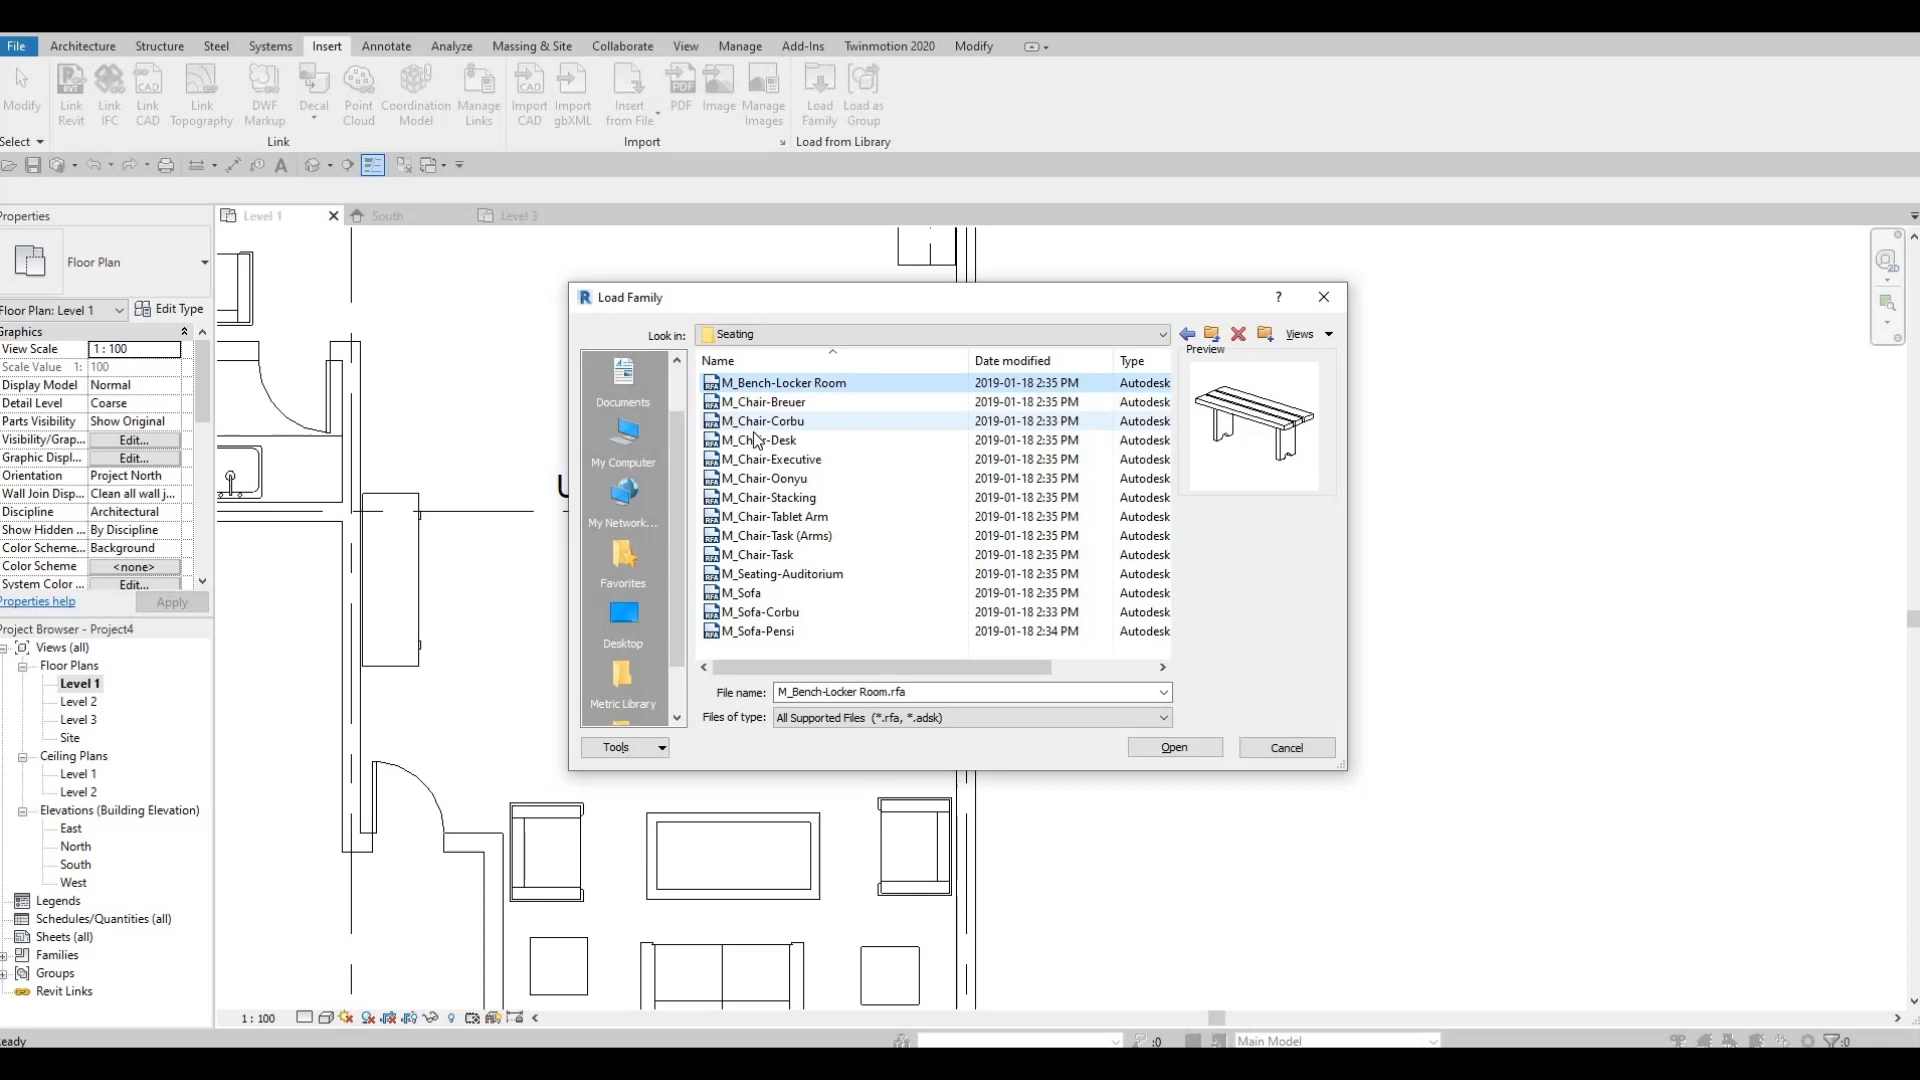 File Architecture Structure Steel Systems Insert Annotate Analyze Massing & Site Collaborate View Manage Add-Ins Twinmotion 2020 Modify
Modify
Link Revit
Link IFC
Link CAD
Link Topography
DWF Markup
Decal
Point Cloud
Coordination Model
Manage Links
Import CAD
Import gbXML
Insert from File
PDF
Image
Manage Images
Load Family
Load as Group
Select Link Import Load from Library
Properties
Level 1 South Level 3
Floor Plan
Floor Plan: Level 1 Edit Type
Graphics
View Scale 1 : 100
Scale Value 1: 100
Display Model Normal
Detail Level Coarse
Parts Visibility Show Original
Visibility/Grap... Edit...
Graphic Displ... Edit...
Orientation Project North
Wall Join Disp... Clean all wall j...
Discipline Architectural
Show Hidden ... By Discipline
Color Scheme... Background
Color Scheme <none>
System Color ... Edit...
Properties help Apply
Project Browser - Project4
Views (all)
Floor Plans
Level 1
Level 2
Level 3
Site
Ceiling Plans
Level 1
Level 2
Elevations (Building Elevation)
East
North
South
West
Legends
Schedules/Quantities (all)
Sheets (all)
Families
Groups
Revit Links
Load Family ?
Look in: Seating Views
Preview
Documents
My Computer
My Network...
Favorites
Desktop
Metric Library
Name Date modified Type
M_Bench-Locker Room 2019-01-18 2:35 PM Autodesk
M_Chair-Breuer 2019-01-18 2:35 PM Autodesk
M_Chair-Corbu 2019-01-18 2:33 PM Autodesk
M_Chair-Desk 2019-01-18 2:35 PM Autodesk
M_Chair-Executive 2019-01-18 2:35 PM Autodesk
M_Chair-Oonyu 2019-01-18 2:35 PM Autodesk
M_Chair-Stacking 2019-01-18 2:35 PM Autodesk
M_Chair-Tablet Arm 2019-01-18 2:35 PM Autodesk
M_Chair-Task (Arms) 2019-01-18 2:35 PM Autodesk
M_Chair-Task 2019-01-18 2:35 PM Autodesk
M_Seating-Auditorium 2019-01-18 2:35 PM Autodesk
M_Sofa 2019-01-18 2:35 PM Autodesk
M_Sofa-Corbu 2019-01-18 2:33 PM Autodesk
M_Sofa-Pensi 2019-01-18 2:34 PM Autodesk
File name: M_Bench-Locker Room.rfa
Files of type: All Supported Files (*.rfa, *.adsk)
Tools Open Cancel
1 : 100
eady :0 Main Model :0